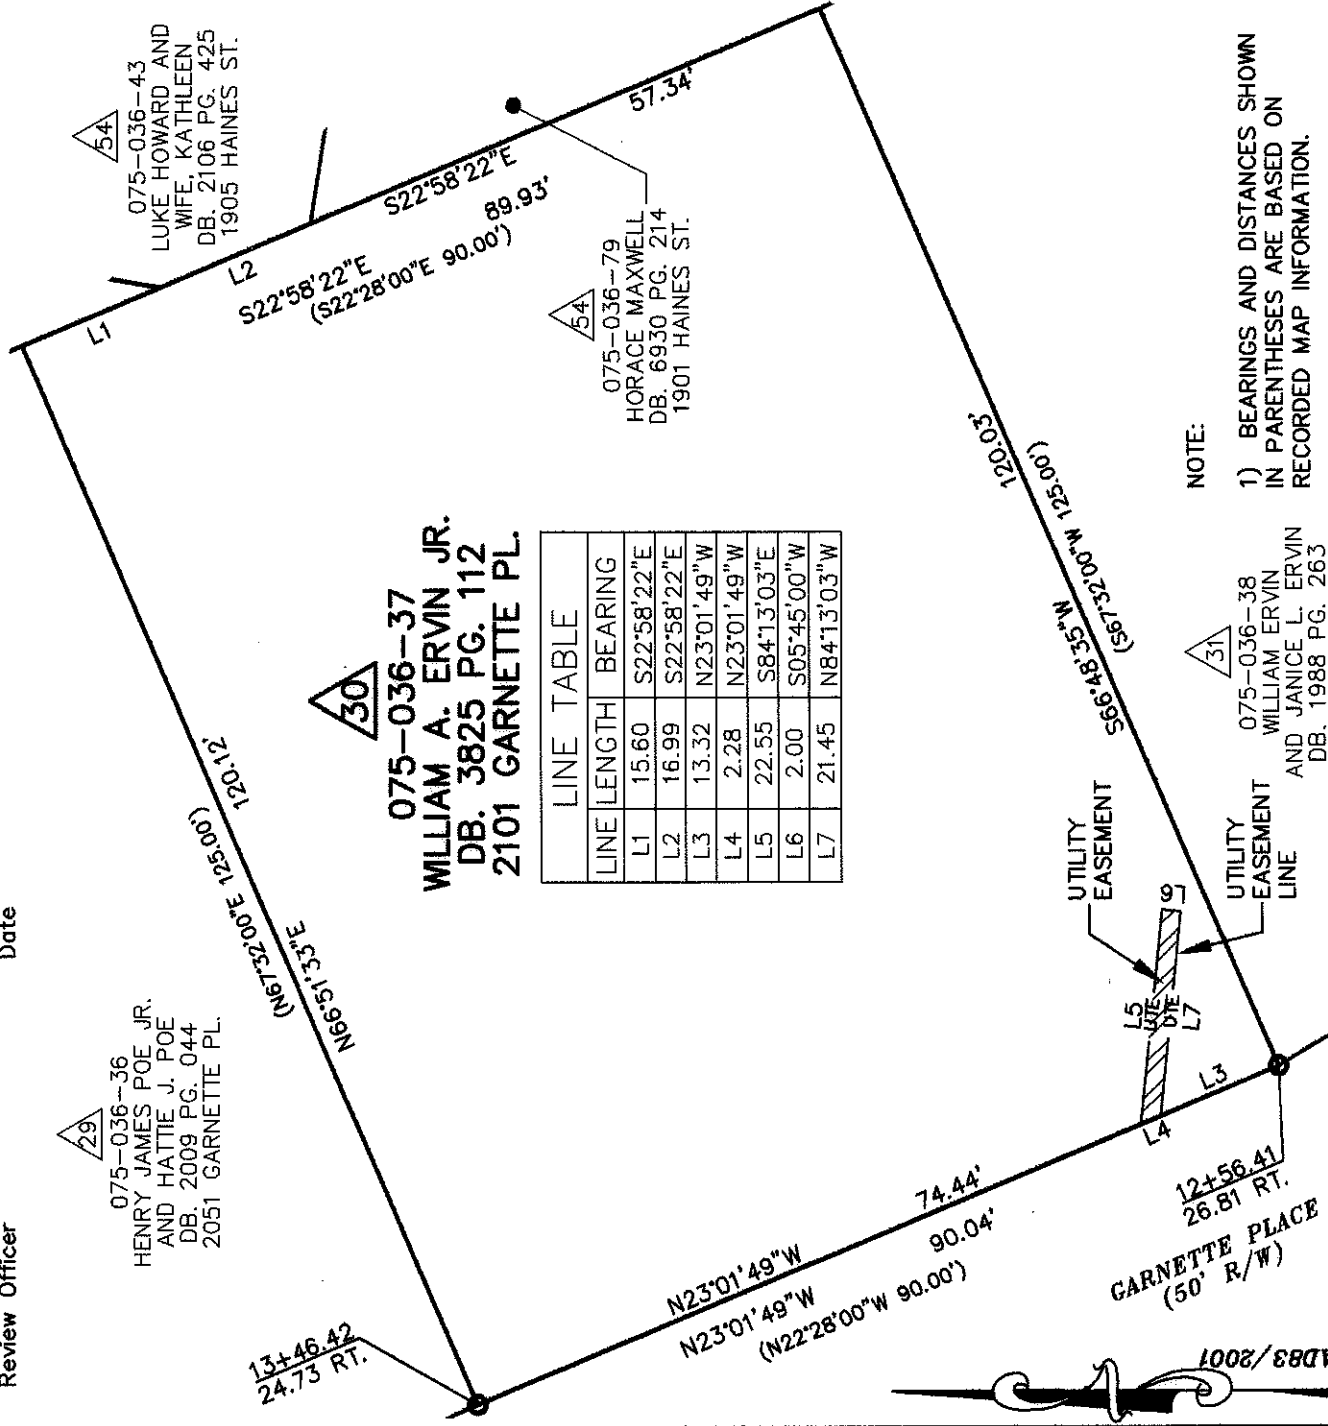 Review Officer
Date
29
075-036-36
HENRY JAMES POE JR.
AND HATTIE J. POE
DB. 2009 PG. 044
2051 GARNETTE PL.
54
075-036-43
LUKE HOWARD AND
WIFE, KATHLEEN
DB. 2106 PG. 425
1905 HAINES ST.
(N67°32'00"E 125.00')
120.12'
N66°51'33"E
L1
L2
S22°58'22"E
(S22°28'00"E 90.00')
S22°58'22"E
89.93'
57.34'
54
075-036-79
HORACE MAXWELL
DB. 6930 PG. 214
1901 HAINES ST.
30
075-036-37
WILLIAM A. ERVIN JR.
DB. 3825 PG. 112
2101 GARNETTE PL.
LINE TABLE
LINE LENGTH BEARING
L1 15.60 S22°58'22"E
L2 16.99 S22°58'22"E
L3 13.32 N23°01'49"W
L4 2.28 N23°01'49"W
L5 22.55 S84°13'03"E
L6 2.00 S05°45'00"W
L7 21.45 N84°13'03"W
13+46.42
24.73 RT.
N23°01'49"W
74.44'
N23°01'49"W
90.04'
(N22°28'00"W 90.00')
120.03'
S66°48'35"W
(S67°32'00"W 125.00')
UTILITY
EASEMENT
L5
UTE
UTE
L7
L6
L4
L3
UTILITY
EASEMENT
LINE
12+56.41
26.81 RT.
GARNETTE PLACE
(50' R/W)
31
075-036-38
WILLIAM ERVIN
AND JANICE L. ERVIN
DB. 1988 PG. 263
NOTE:
1) BEARINGS AND DISTANCES SHOWN
IN PARENTHESES ARE BASED ON
RECORDED MAP INFORMATION.
AD83/2001